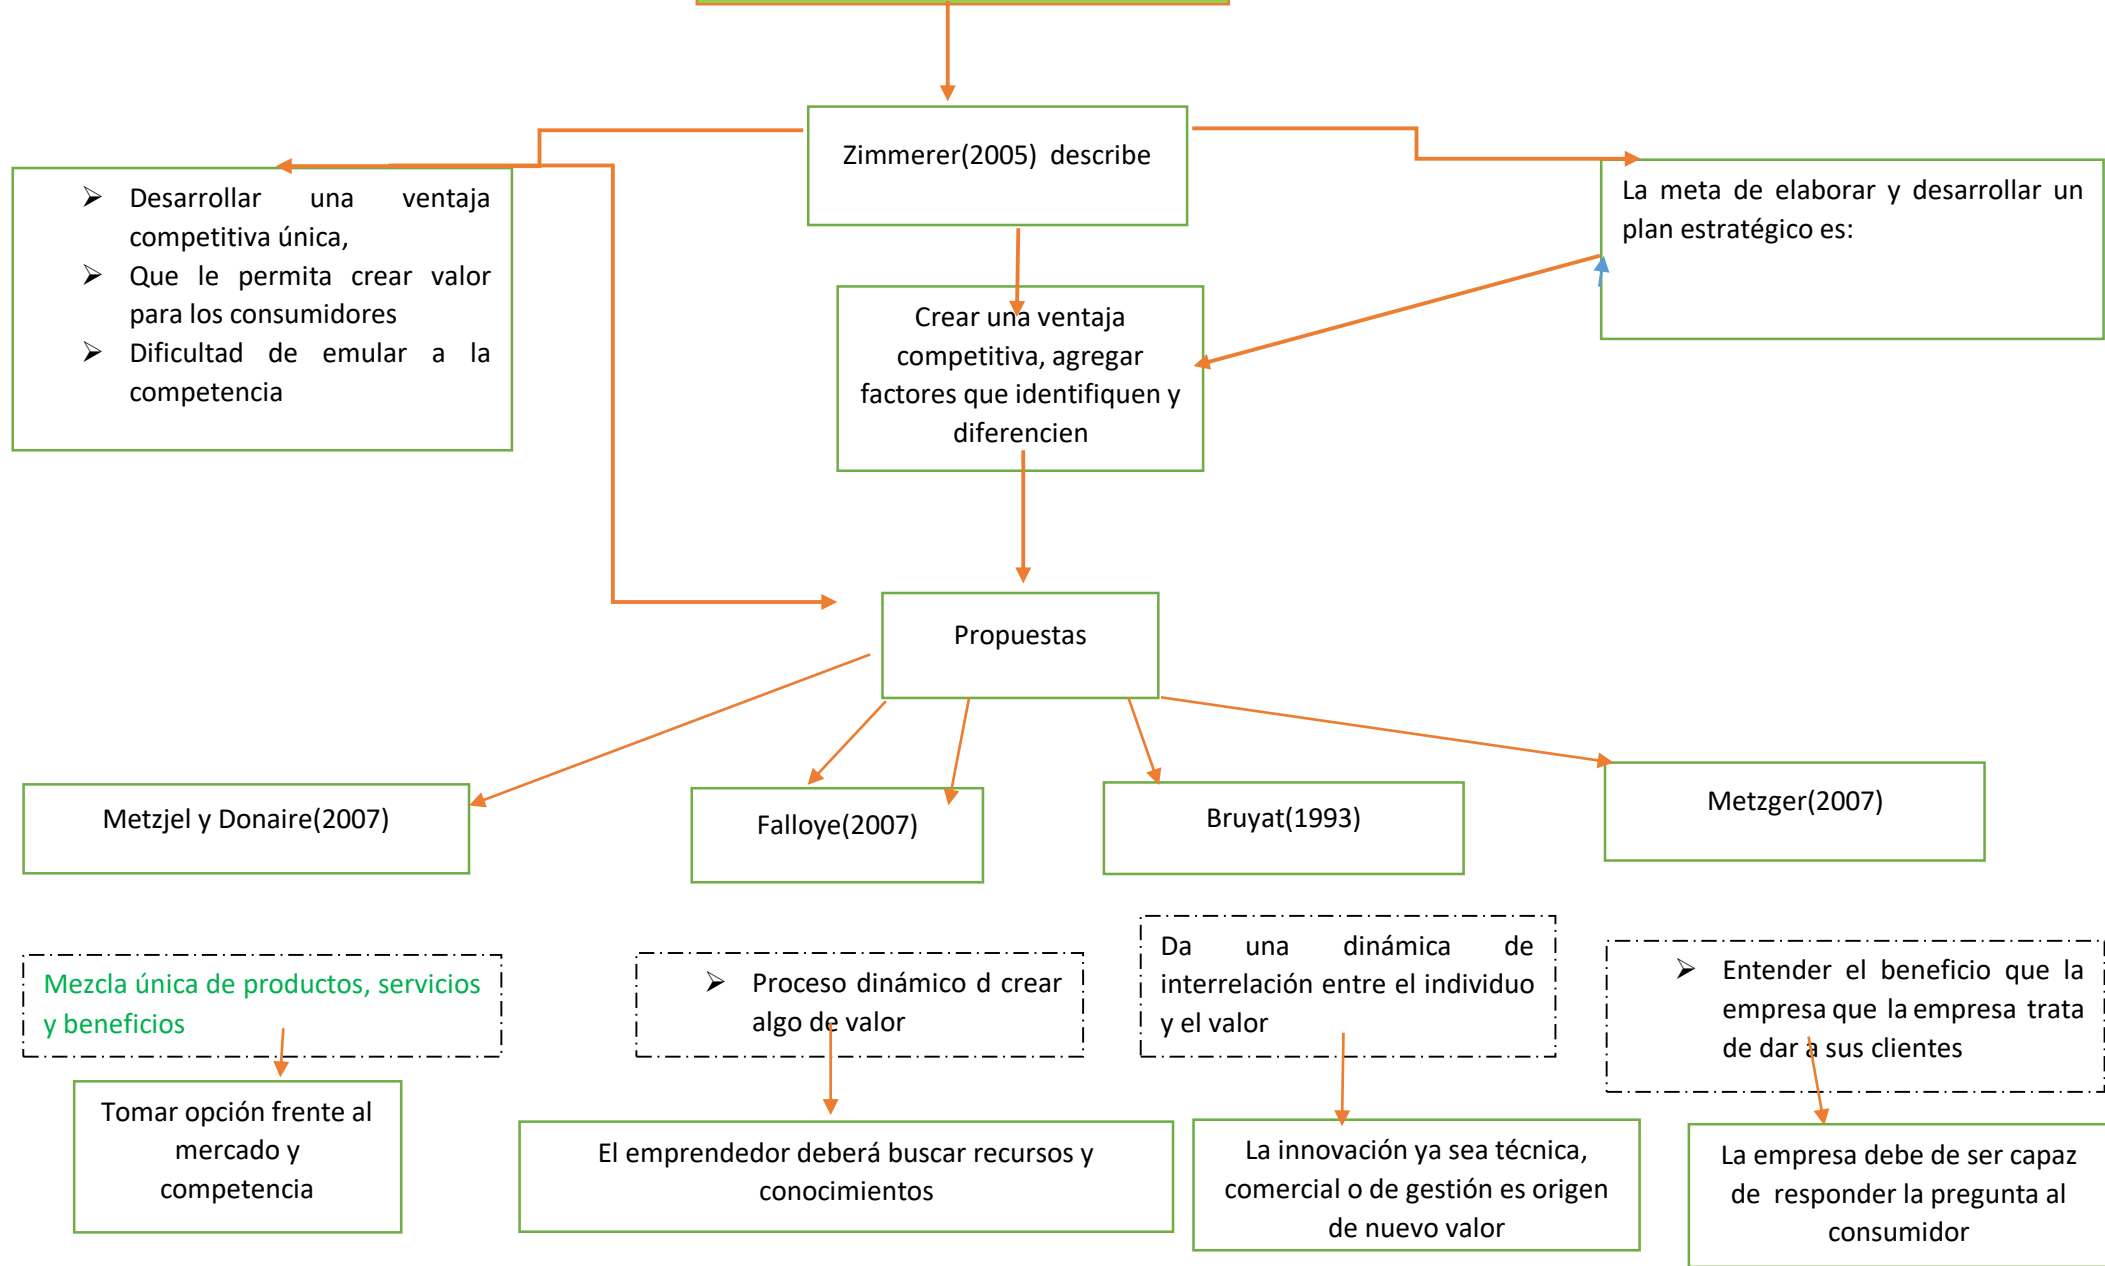 Zimmerer(2005) describe
➢ Desarrollar una ventaja
competitiva única,
➢ Que le permita crear valor
para los consumidores
➢ Dificultad de emular a la
competencia
La meta de elaborar y desarrollar un
plan estratégico es:
Crear una ventaja
competitiva, agregar
factores que identifiquen y
diferencien
Propuestas
Metzjel y Donaire(2007)
Falloye(2007)
Bruyat(1993)
Metzger(2007)
Mezcla única de productos, servicios
y beneficios
➢ Proceso dinámico d crear
algo de valor
Da una dinámica de
interrelación entre el individuo
y el valor
➢ Entender el beneficio que la
empresa que la empresa trata
de dar a sus clientes
Tomar opción frente al
mercado y
competencia
El emprendedor deberá buscar recursos y
conocimientos
La innovación ya sea técnica,
comercial o de gestión es origen
de nuevo valor
La empresa debe de ser capaz
de responder la pregunta al
consumidor